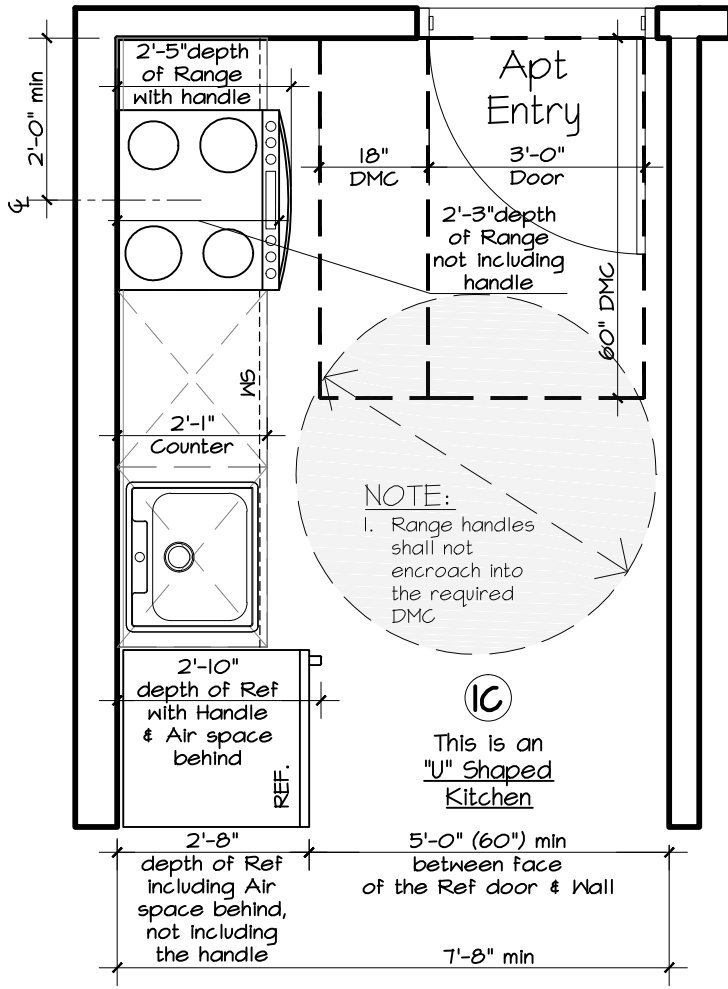 2'-5"depth
of Range
with handle
Apt
Entry
2'-0" min
18"
DMC
3'-0"
Door
℄
2'-3"depth
of Range
not including
handle
60" DMC
WS
2'-1"
Counter
NOTE:
1. Range handles
shall not
encroach into
the required
DMC
2'-10"
depth of Ref
with Handle
& Air space
behind
REF.
1C
This is an
"U" Shaped
Kitchen
2'-8"
depth of Ref
including Air
space behind,
not including
the handle
5'-0" (60") min
between face
of the Ref door & Wall
7'-8" min